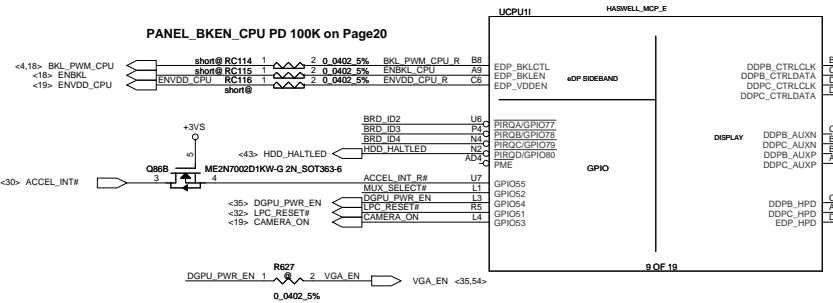 UCPU1I
HASWELL_MCP_E
PANEL_BKEN_CPU PD 100K on Page20
<4,18> BKL_PWM_CPU short@ RC114 1 2 0_0402_5% BKL_PWM_CPU_R B8 EDP_BKLCTL
<18> ENBKL short@ RC115 1 2 0_0402_5% ENBKL_CPU A9 EDP_BKLEN
<19> ENVDD_CPU ENVDD_CPU RC116 1 2 0_0402_5% ENVDD_CPU_R C6 EDP_VDDEN
short@
eDP SIDEBAND
DDPB_CTRLCLK
DDPB_CTRLDATA
DDPC_CTRLCLK
DDPC_CTRLDATA
BRD_ID2 U6 PIRQA/GPIO77
BRD_ID3 P4 PIRQB/GPIO78
BRD_ID4 N4 PIRQC/GPIO79
<43> HDD_HALTLED HDD_HALTLED N2 PIRQD/GPIO80
AD4 PME
DISPLAY
DDPB_AUXN
DDPC_AUXN
DDPB_AUXP
DDPC_AUXP
GPIO
+3VS
5
Q86B ME2N7002D1KW-G 2N_SOT363-6
<30> ACCEL_INT# 3 4
ACCEL_INT_R# U7 GPIO55
MUX_SELECT# L1 GPIO52
<35> DGPU_PWR_EN DGPU_PWR_EN L3 GPIO54
<32> LPC_RESET# LPC_RESET# R5 GPIO51
<19> CAMERA_ON CAMERA_ON L4 GPIO53
DDPB_HPD
DDPC_HPD
EDP_HPD
9 OF 19
R627
DGPU_PWR_EN 1 @ 2 VGA_EN VGA_EN <35,54>
0_0402_5%